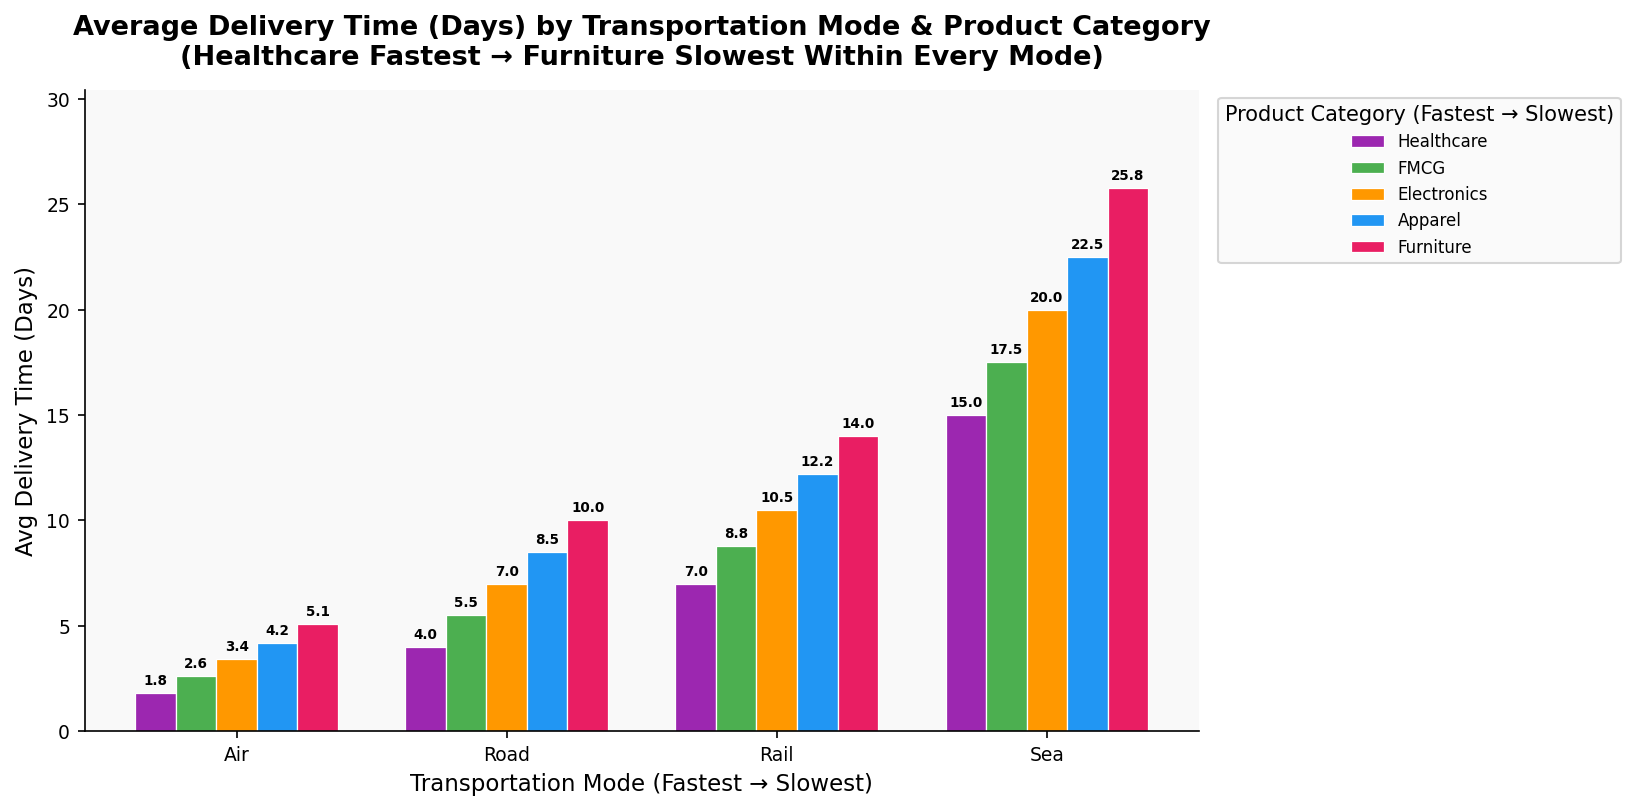 Average Delivery Time (Days) by Transportation Mode & Product Category
(Healthcare Fastest → Furniture Slowest Within Every Mode)
Avg Delivery Time (Days)
30
25
20
15
10
5
0
1.8
2.6
3.4
4.2
5.1
4.0
5.5
7.0
8.5
10.0
7.0
8.8
10.5
12.2
14.0
15.0
17.5
20.0
22.5
25.8
Air
Road
Rail
Sea
Transportation Mode (Fastest → Slowest)
Product Category (Fastest → Slowest)
Healthcare
FMCG
Electronics
Apparel
Furniture